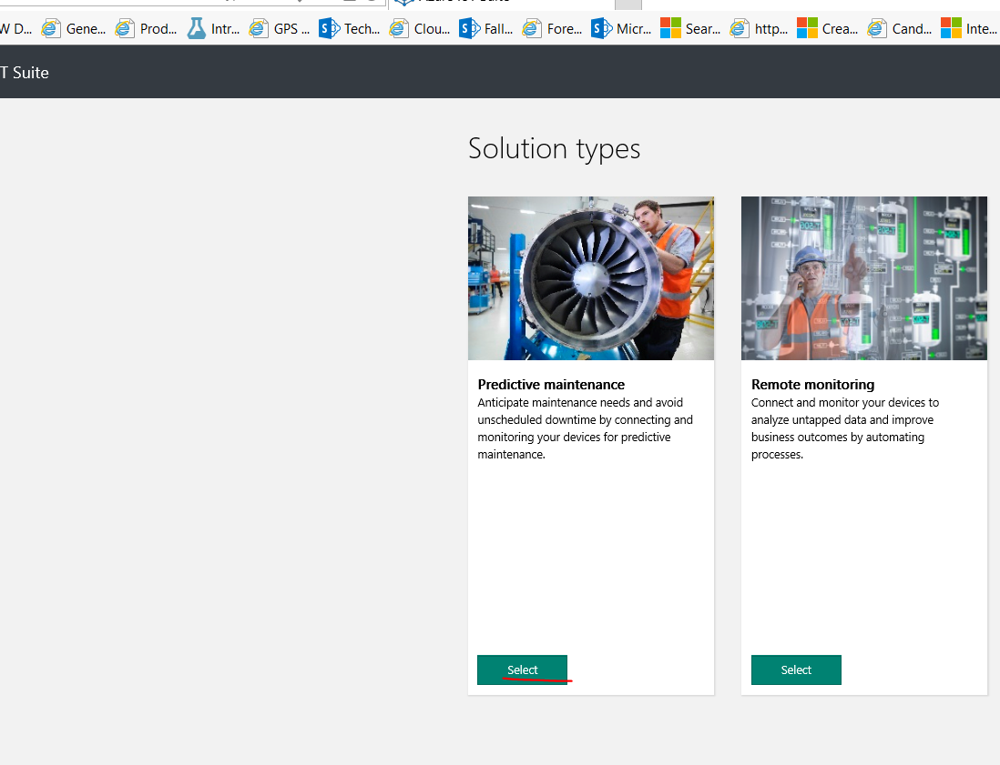 W D... Gene... Prod... Intr... GPS ... Tech... Clou... Fall... Fore... Micr... Sear... http... Crea... Cand... Inte...
T Suite
Solution types
Predictive maintenance
Anticipate maintenance needs and avoid
unscheduled downtime by connecting and
monitoring your devices for predictive
maintenance.
Select
Remote monitoring
Connect and monitor your devices to
analyze untapped data and improve
business outcomes by automating
processes.
Select